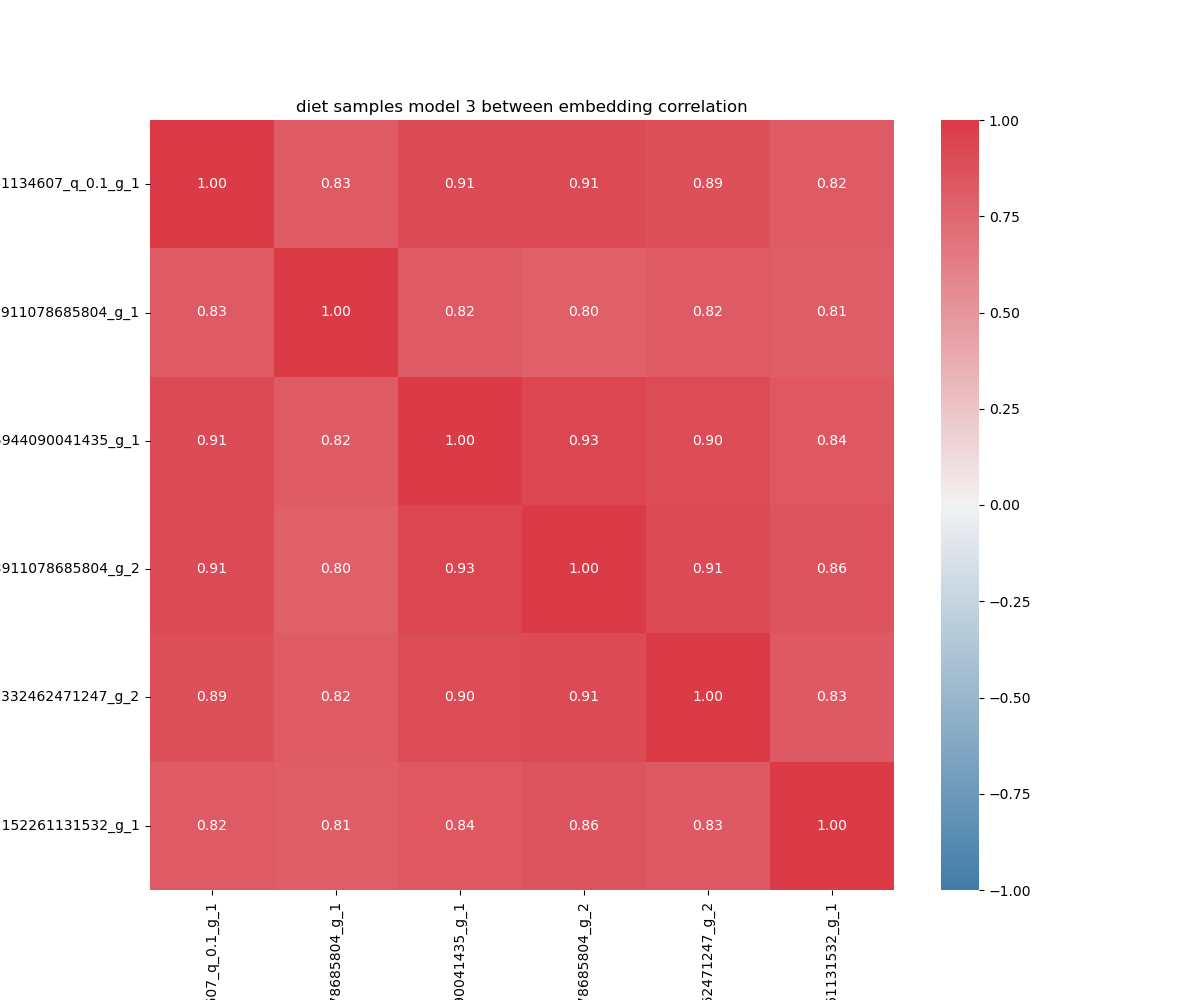 diet samples model 3 between embedding correlation
1134607_q_0.1_g_1 1.00 0.83 0.91 0.91 0.89 0.82
911078685804_g_1 0.83 1.00 0.82 0.80 0.82 0.81
944090041435_g_1 0.91 0.82 1.00 0.93 0.90 0.84
911078685804_g_2 0.91 0.80 0.93 1.00 0.91 0.86
332462471247_g_2 0.89 0.82 0.90 0.91 1.00 0.83
152261131532_g_1 0.82 0.81 0.84 0.86 0.83 1.00
607_q_0.1_g_1
78685804_g_1
90041435_g_1
78685804_g_2
62471247_g_2
61131532_g_1
1.00
0.75
0.50
0.25
0.00
−0.25
−0.50
−0.75
−1.00